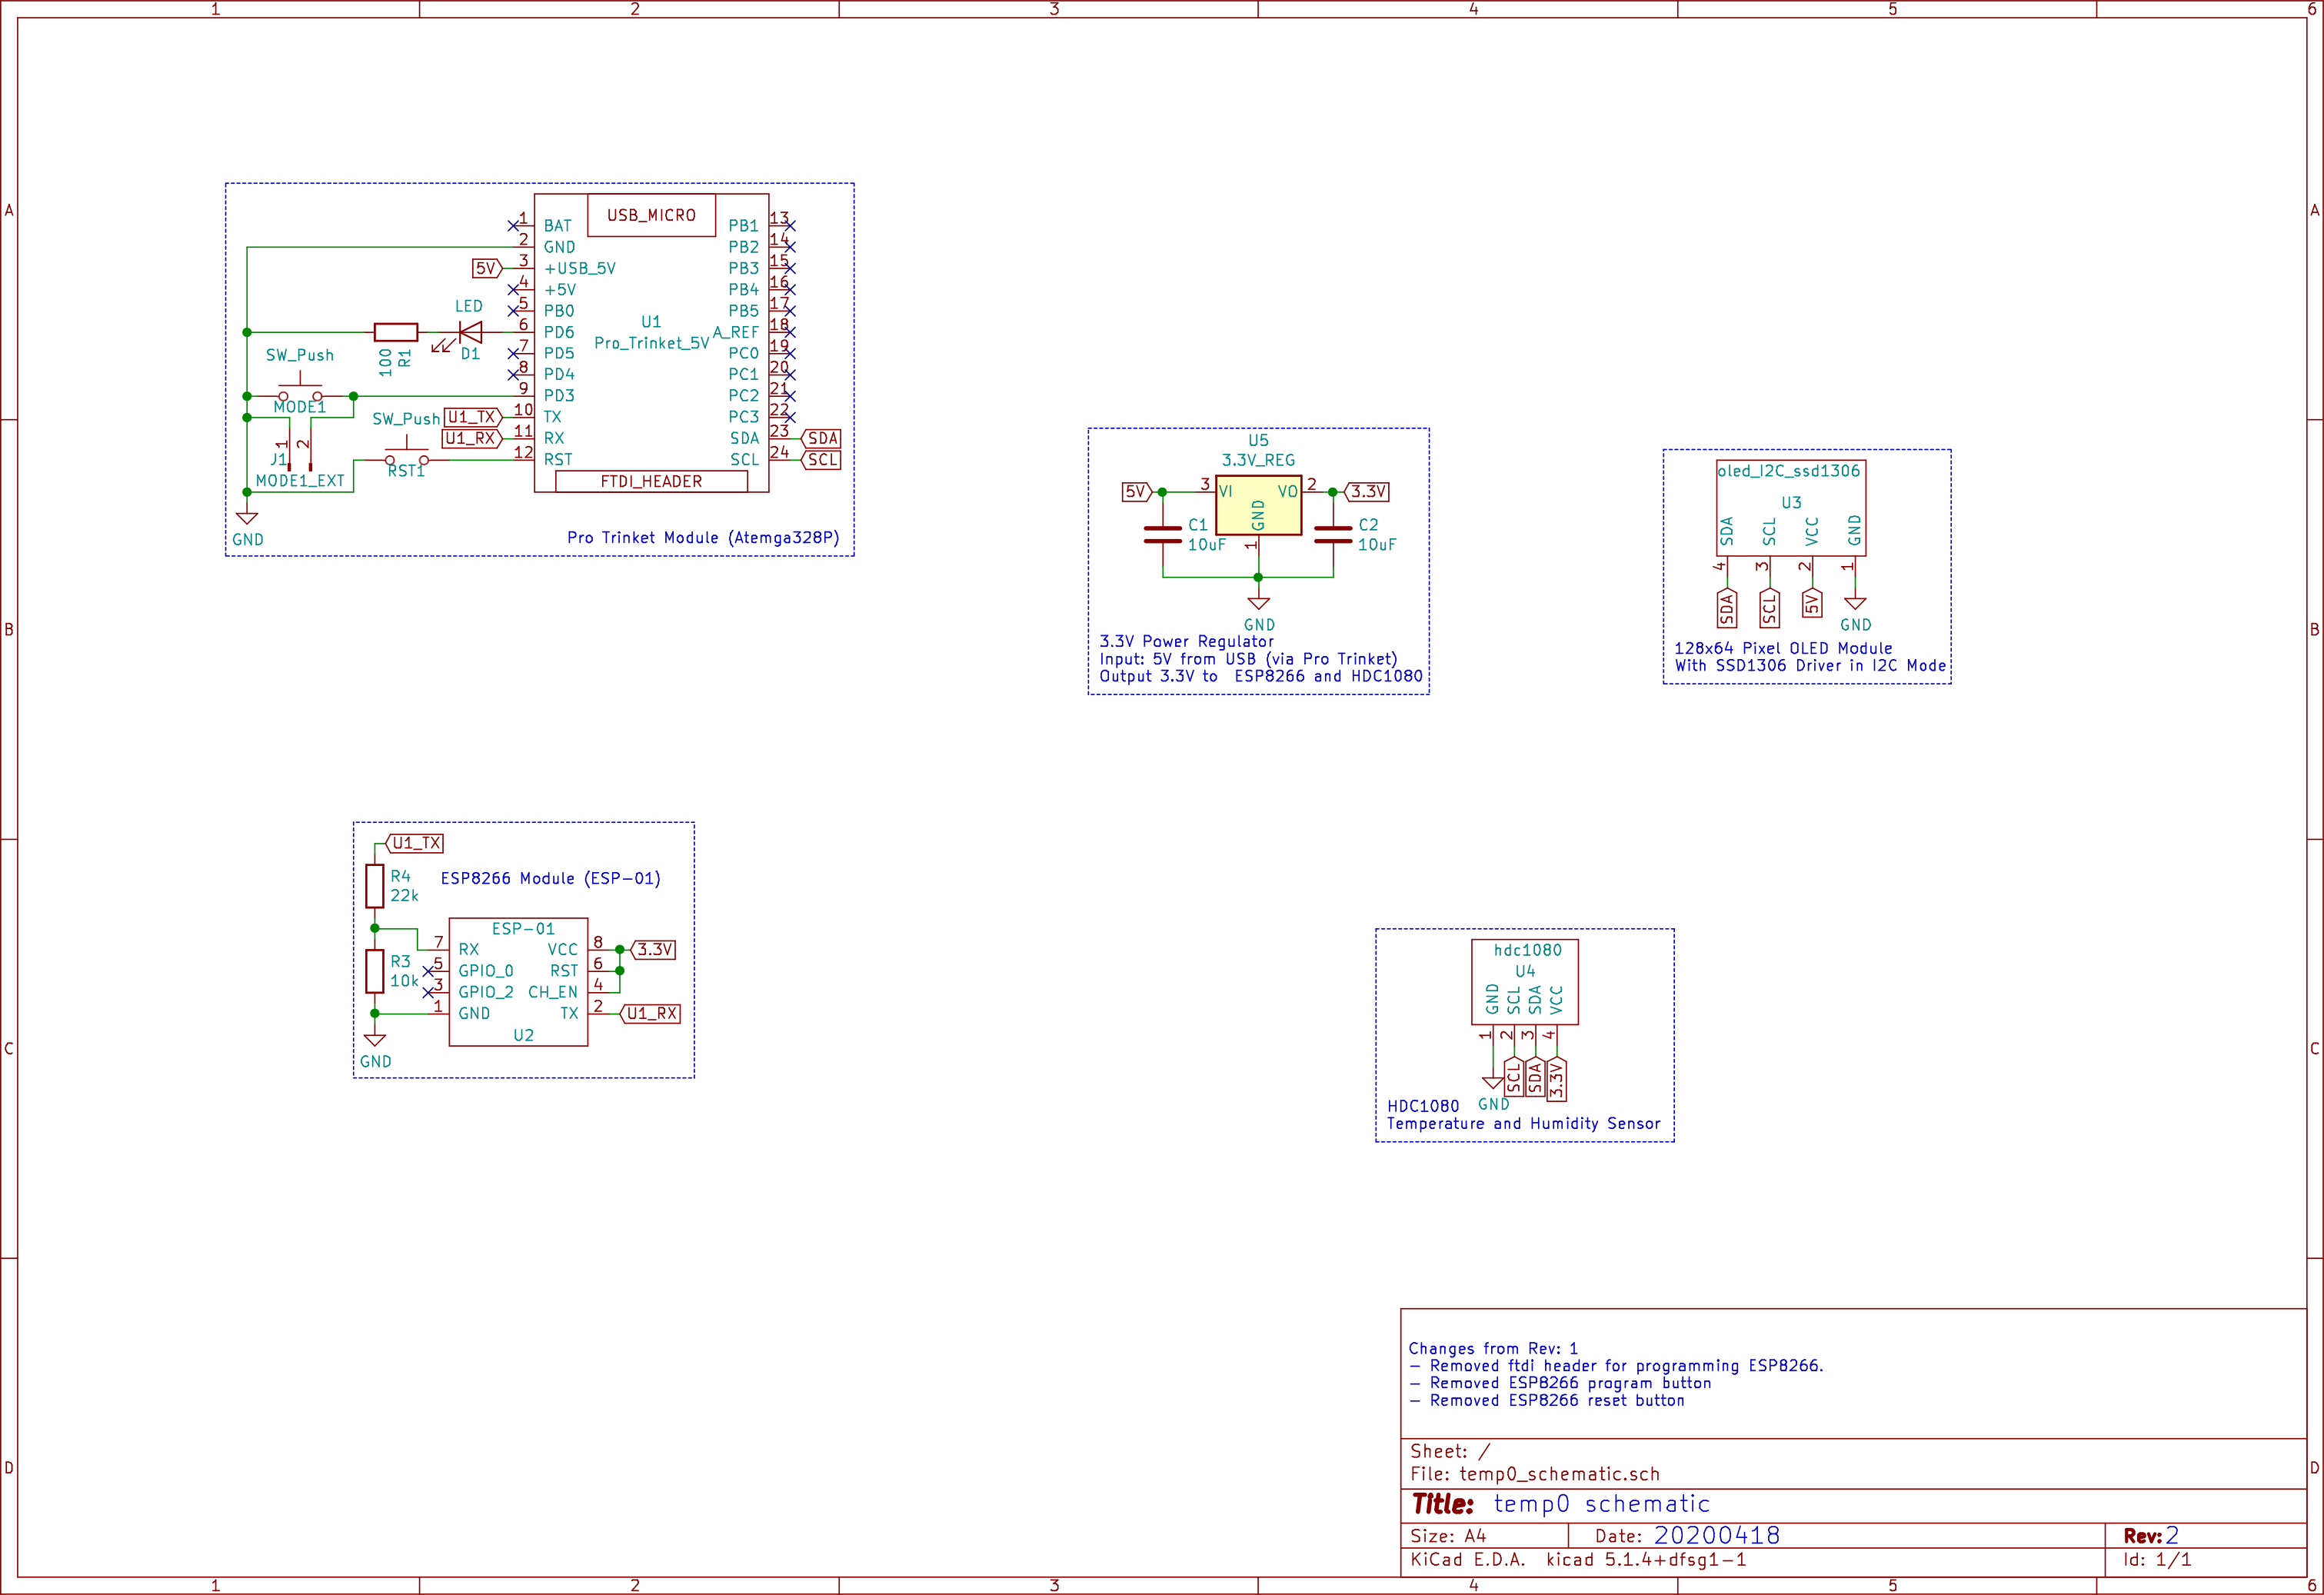 1 2 3 4 5 6
A
A
B
B
C
C
D
D
USB_MICRO
1 BAT
2 GND
3 +USB_5V
4 +5V
5 PB0
6 PD6
7 PD5
8 PD4
9 PD3
10 TX
11 RX
12 RST
PB1 13
PB2 14
PB3 15
PB4 16
PB5 17
A_REF 18
PC0 19
PC1 20
PC2 21
PC3 22
SDA 23
SCL 24
U1
Pro_Trinket_5V
FTDI_HEADER
5V
LED
D1
100
R1
SW_Push
MODE1
SW_Push
RST1
U1_TX
U1_RX
1
2
J1
MODE1_EXT
GND
SDA
SCL
Pro Trinket Module (Atemga328P)
U5
3.3V_REG
5V
3 VI
VO 2
3.3V
GND
1
C1
10uF
C2
10uF
GND
3.3V Power Regulator
Input: 5V from USB (via Pro Trinket)
Output 3.3V to  ESP8266 and HDC1080
oled_I2C_ssd1306
U3
SDA SCL VCC GND
4 3 2 1
SDA SCL 5V
GND
128x64 Pixel OLED Module
With SSD1306 Driver in I2C Mode
U1_TX
R4
22k
ESP8266 Module (ESP-01)
ESP-01
R3
10k
7 RX
5 GPIO_0
3 GPIO_2
1 GND
VCC 8
RST 6
CH_EN 4
TX 2
3.3V
U1_RX
U2
GND
hdc1080
U4
GND SCL SDA VCC
1 2 3 4
SCL SDA 3.3V
GND
HDC1080
Temperature and Humidity Sensor
Changes from Rev: 1
- Removed ftdi header for programming ESP8266.
- Removed ESP8266 program button
- Removed ESP8266 reset button
Sheet: /
File: temp0_schematic.sch
Title: temp0 schematic
Size: A4 Date: 20200418 Rev: 2
KiCad E.D.A.  kicad 5.1.4+dfsg1-1 Id: 1/1
1 2 3 4 5 6